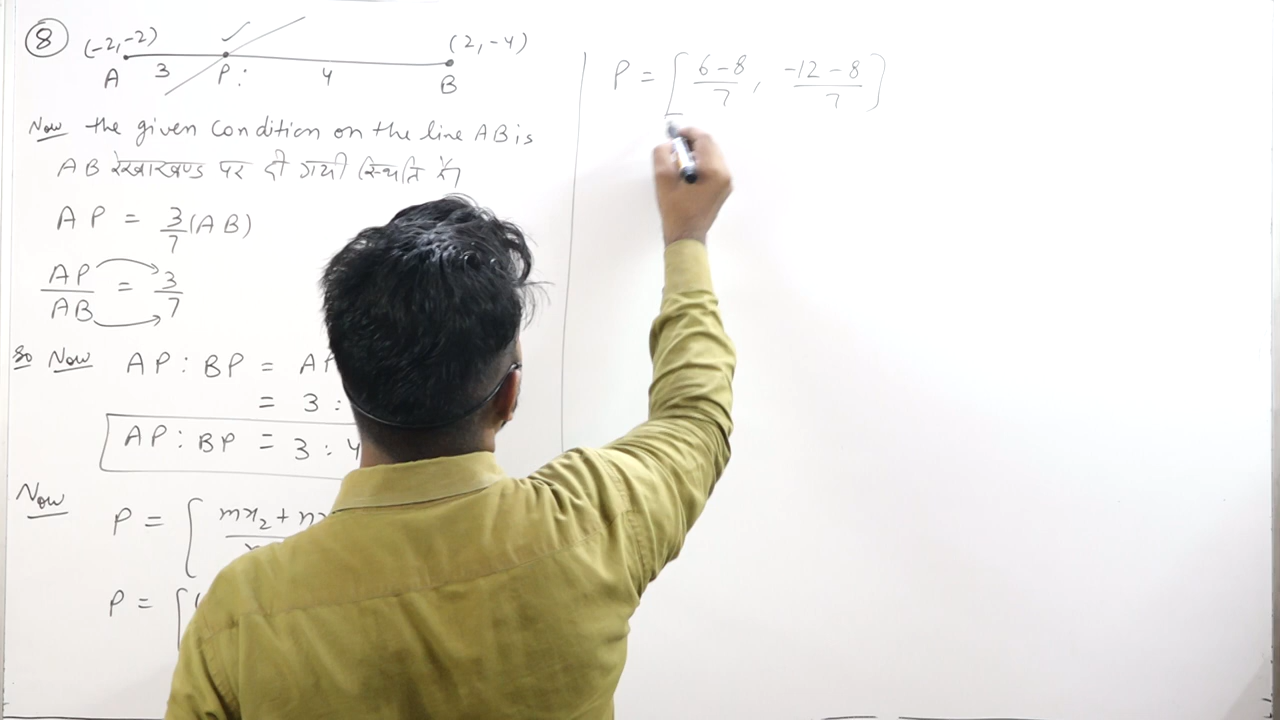 8
(-2,-2) (2,-4)
3 4
A P: B
Now the given condition on the line AB is
AB रेखाखण्ड पर दी गयी स्थिति में
AP = 3/7 (AB)
AP/AB = 3/7
So Now AP : BP = AP
= 3 :
AP : BP = 3 : 4
Now
P = [ mx₂ + n
P = [
P = [ 6-8/7 , -12-8/7 ]